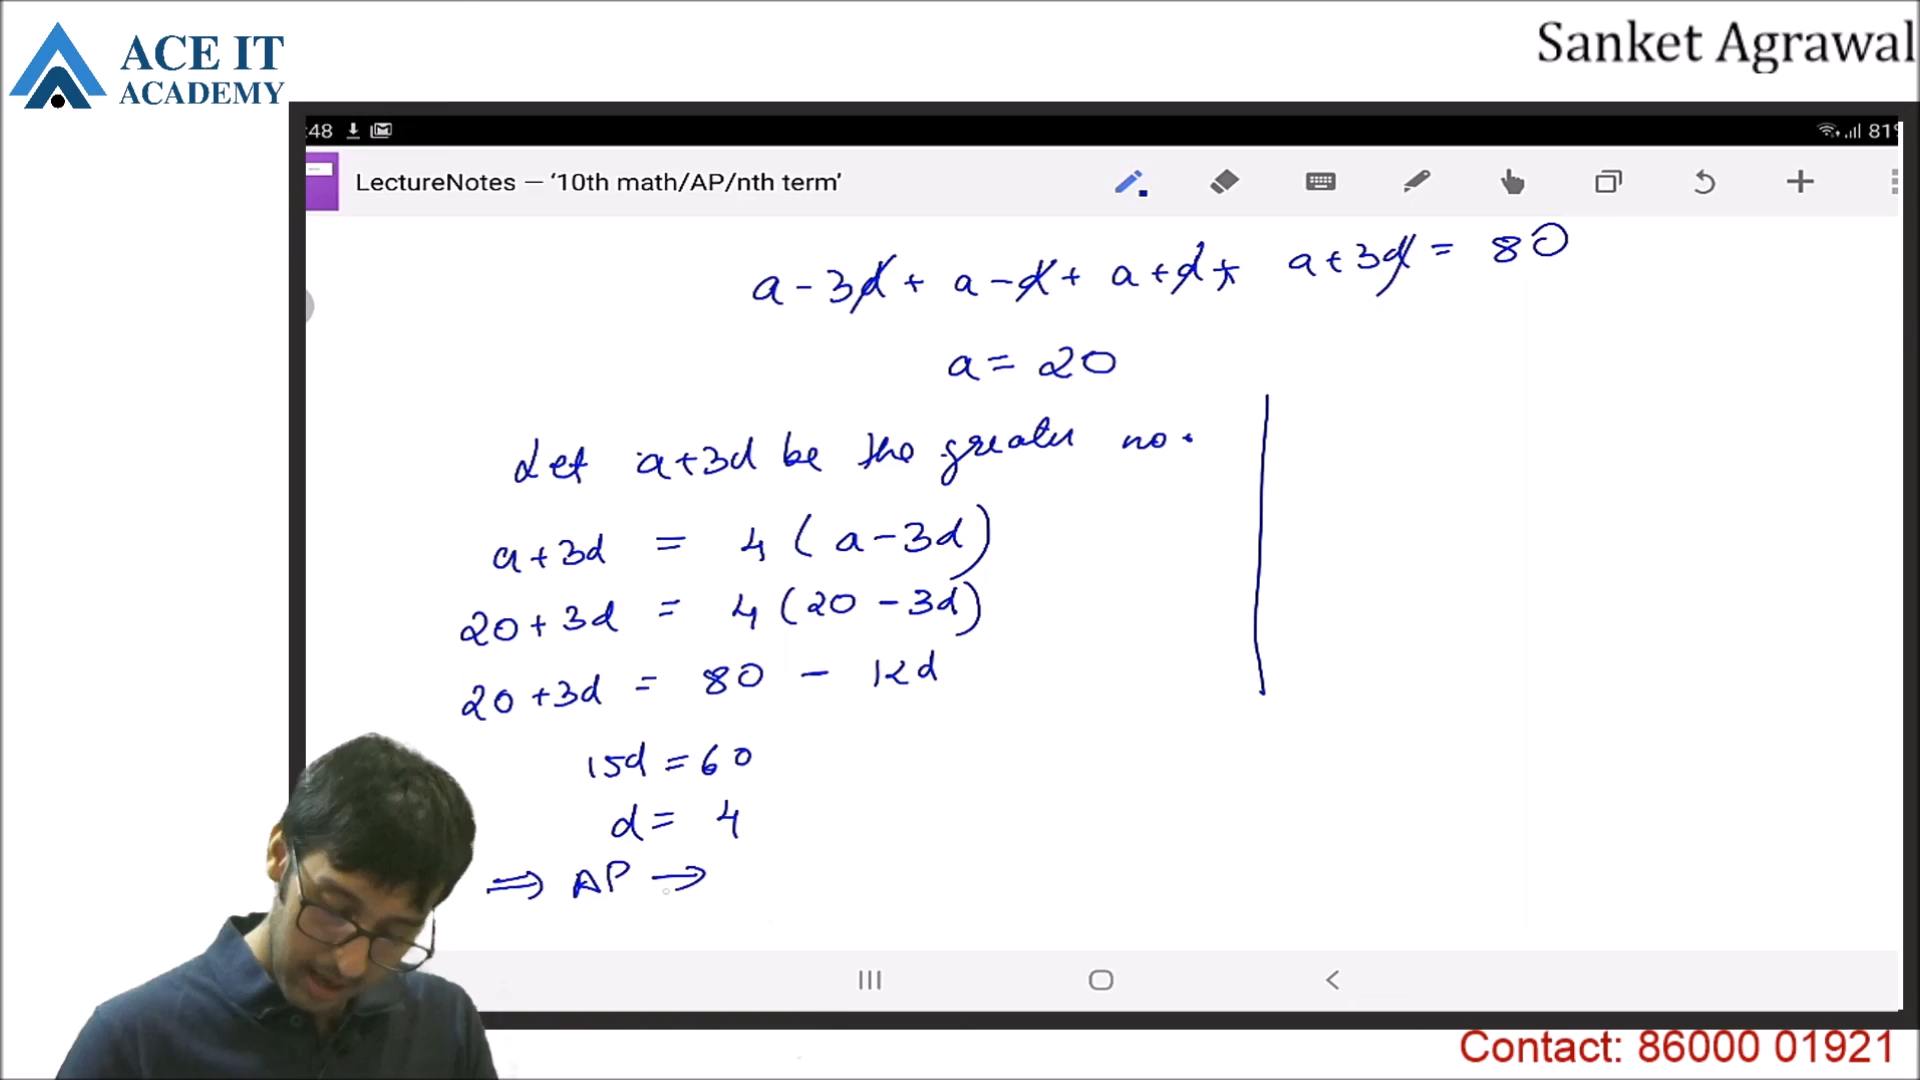 ACE IT
ACADEMY
Sanket Agrawal
:48
81%
LectureNotes – ‘10th math/AP/nth term’
a - 3d + a - d + a + d + a + 3d = 80
a = 20
Let a+3d be the greater no.
a + 3d = 4 ( a - 3d )
20 + 3d = 4 ( 20 - 3d )
20 + 3d = 80 - 12d
15d = 60
d = 4
⇒ AP →
Contact: 86000 01921